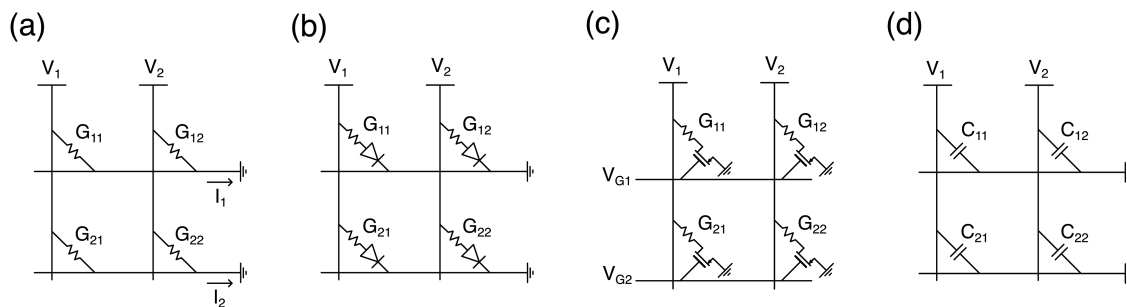 (a)
V1 V2
G11 G12
I1
G21 G22
I2
(b)
V1 V2
G11 G12
G21 G22
(c)
V1 V2
G11 G12
VG1
G21 G22
VG2
(d)
V1 V2
C11 C12
C21 C22